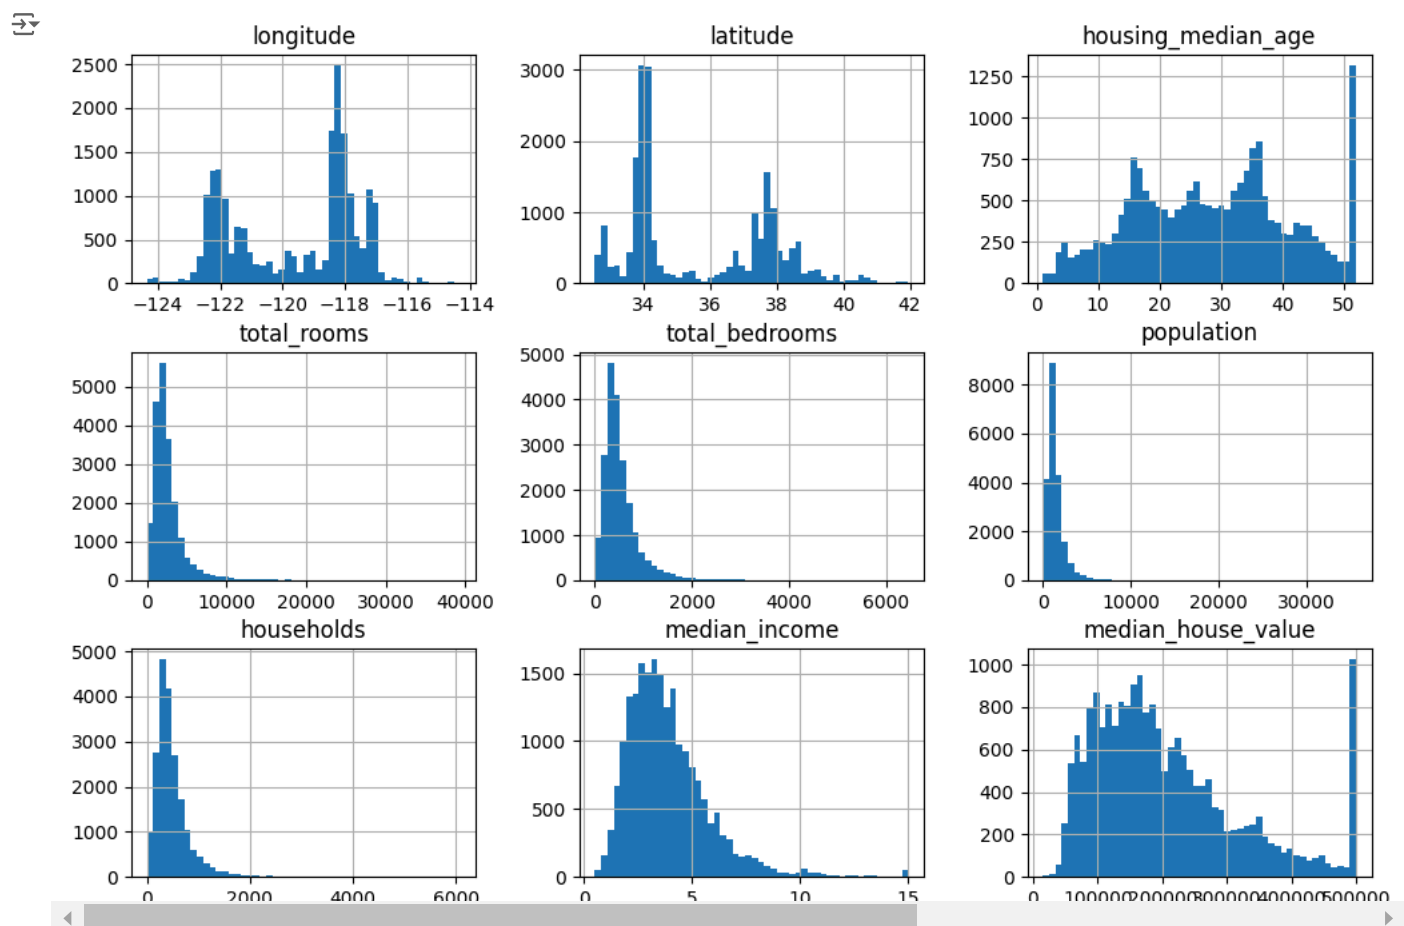 longitude
latitude
housing_median_age
2500
2000
1500
1000
500
0
−124 −122 −120 −118 −116 −114
3000
2000
1000
0
34 36 38 40 42
1250
1000
750
500
250
0
0 10 20 30 40 50
total_rooms
total_bedrooms
population
5000
4000
3000
2000
1000
0
0 10000 20000 30000 40000
5000
4000
3000
2000
1000
0
0 2000 4000 6000
8000
6000
4000
2000
0
0 10000 20000 30000
households
median_income
median_house_value
5000
4000
3000
2000
1000
0
0 2000 4000 6000
1500
1000
500
0
0 5 10 15
1000
800
600
400
200
0
0 100000 200000 300000 400000 500000